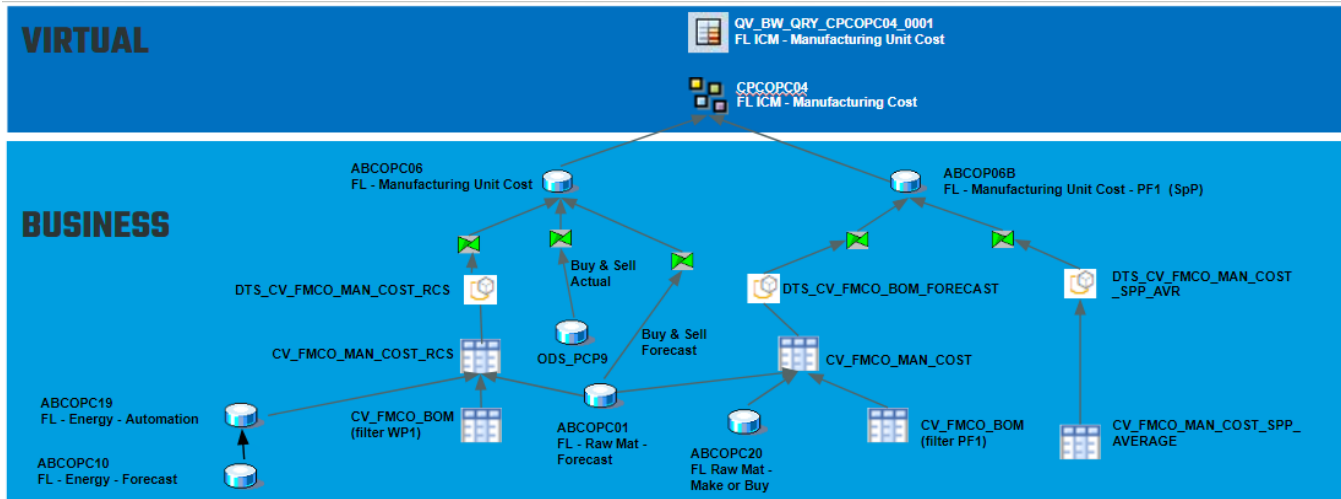 VIRTUAL
QV_BW_QRY_CPCOPC04_0001
FL ICM - Manufacturing Unit Cost
CPCOPC04
FL ICM - Manufacturing Cost
BUSINESS
ABCOPC06
FL - Manufacturing Unit Cost
ABCOP06B
FL - Manufacturing Unit Cost - PF1 (SpP)
Buy & Sell
Actual
DTS_CV_FMCO_MAN_COST_RCS
DTS_CV_FMCO_BOM_FORECAST
DTS_CV_FMCO_MAN_COST
_SPP_AVR
Buy & Sell
Forecast
CV_FMCO_MAN_COST_RCS
ODS_PCP9
CV_FMCO_MAN_COST
ABCOPC19
FL - Energy - Automation
CV_FMCO_BOM
(filter WP1)
ABCOPC01
FL - Raw Mat -
Forecast
ABCOPC20
FL Raw Mat -
Make or Buy
CV_FMCO_BOM
(filter PF1)
CV_FMCO_MAN_COST_SPP_
AVERAGE
ABCOPC10
FL - Energy - Forecast